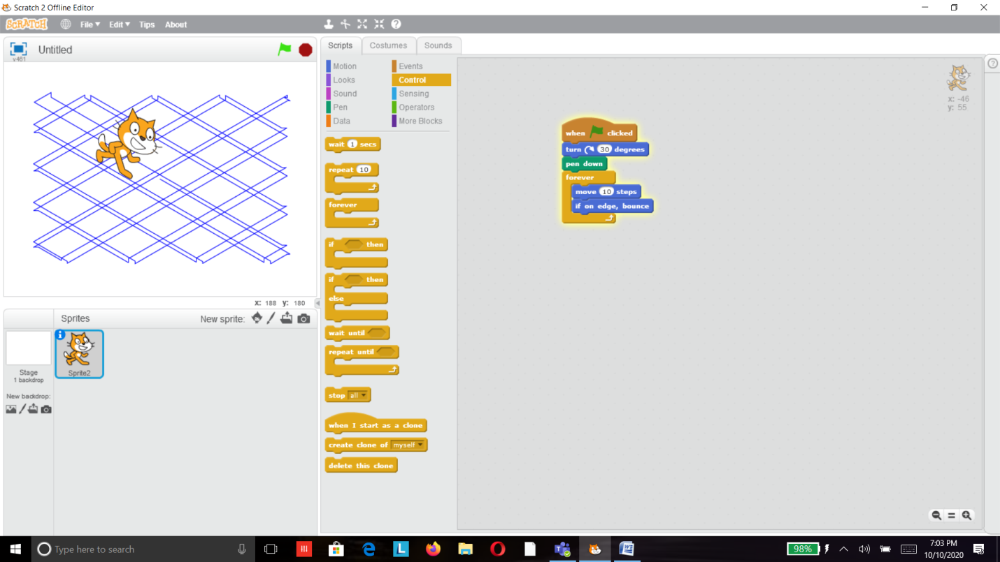 Scratch 2 Offline Editor
SCRATCH File Edit Tips About
Untitled
v461
x: 188 y: 180
Sprites New sprite:
Sprite2
Stage
1 backdrop
New backdrop:
Scripts Costumes Sounds
Motion Events
Looks Control
Sound Sensing
Pen Operators
Data More Blocks
wait 1 secs
repeat 10
forever
if then
if then
else
wait until
repeat until
stop all
when I start as a clone
create clone of myself
delete this clone
when clicked
turn 30 degrees
pen down
forever
move 10 steps
if on edge, bounce
x: -46
y: 55
Type here to search
98%
7:03 PM
10/10/2020